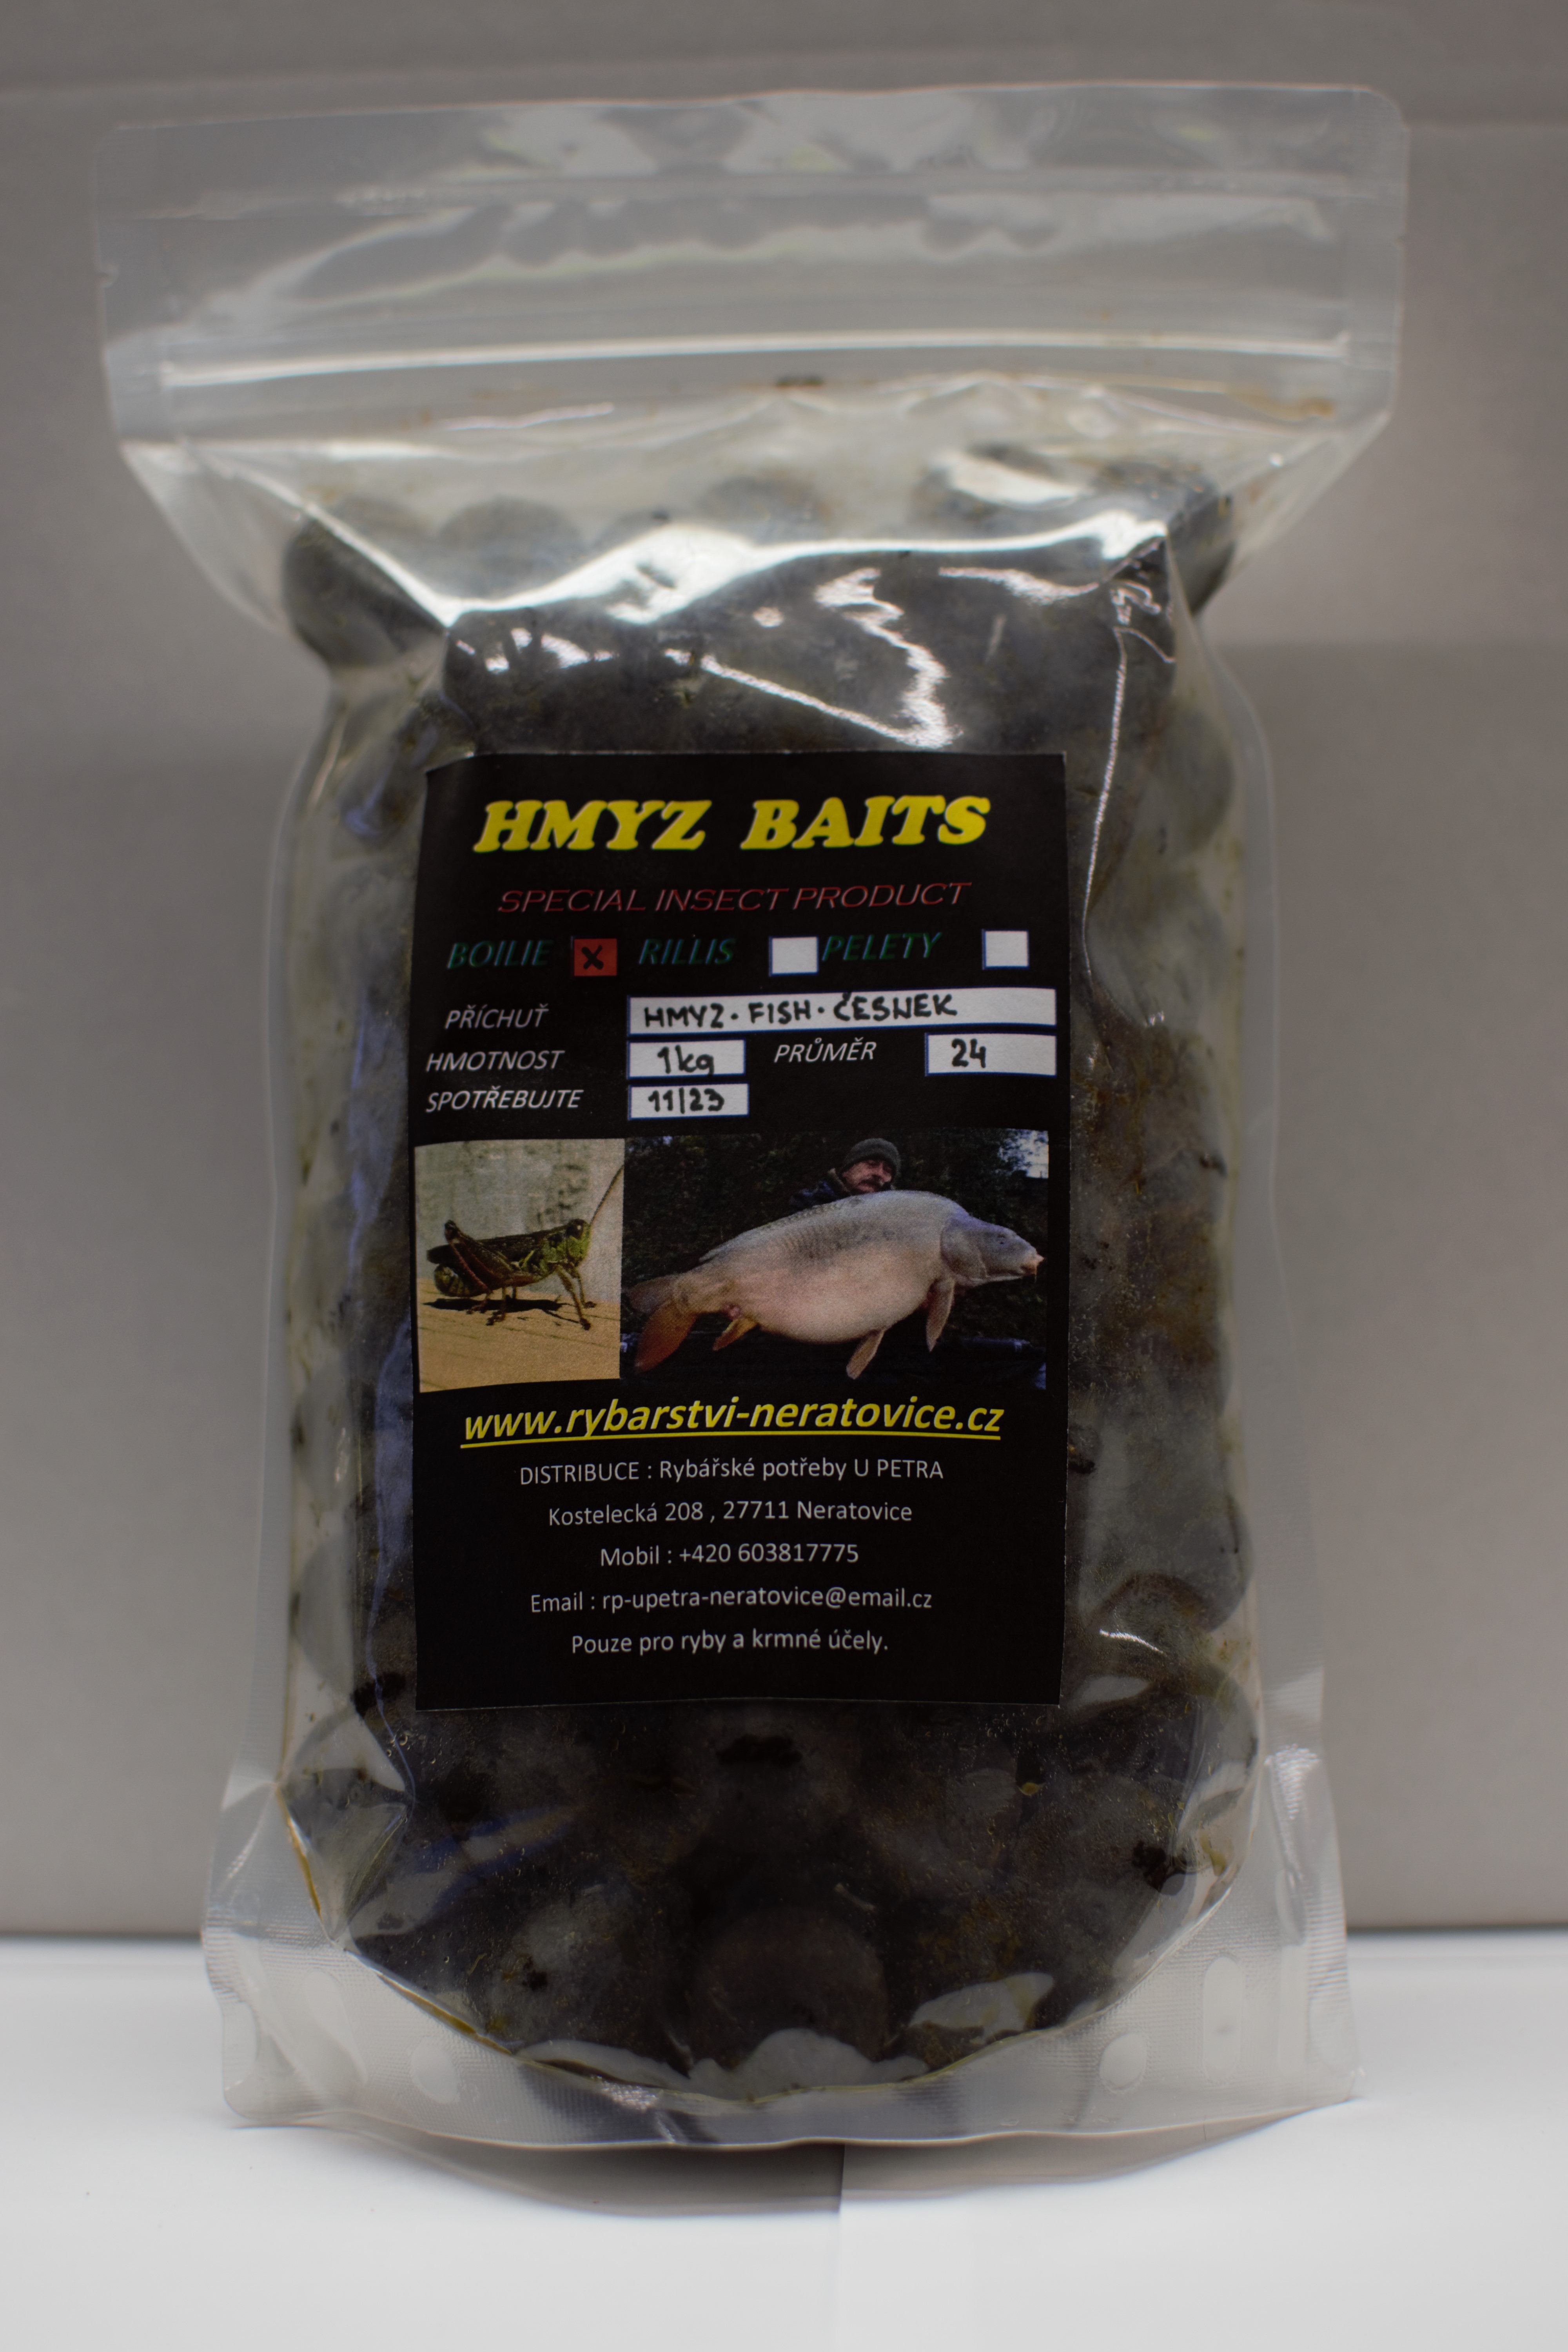 HMYZ BAITS
SPECIAL INSECT PRODUCT
BOILIE X RILLIS PELETY
PŘÍCHUŤ HMYZ · FISH · ČESNEK
HMOTNOST 1kg PRŮMĚR 24
SPOTŘEBUJTE 11/23
www.rybarstvi-neratovice.cz
DISTRIBUCE : Rybářské potřeby U PETRA
Kostelecká 208 , 27711 Neratovice
Mobil : +420 603817775
Email : rp-upetra-neratovice@email.cz
Pouze pro ryby a krmné účely.